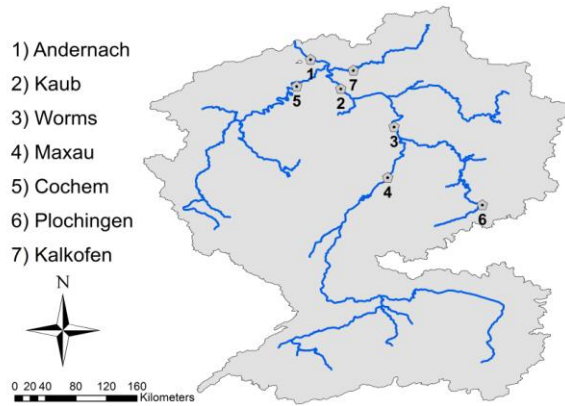 1) Andernach
2) Kaub
3) Worms
4) Maxau
5) Cochem
6) Plochingen
7) Kalkofen
N
0 20 40 80 120 160
Kilometers
1
7
5
2
3
4
6